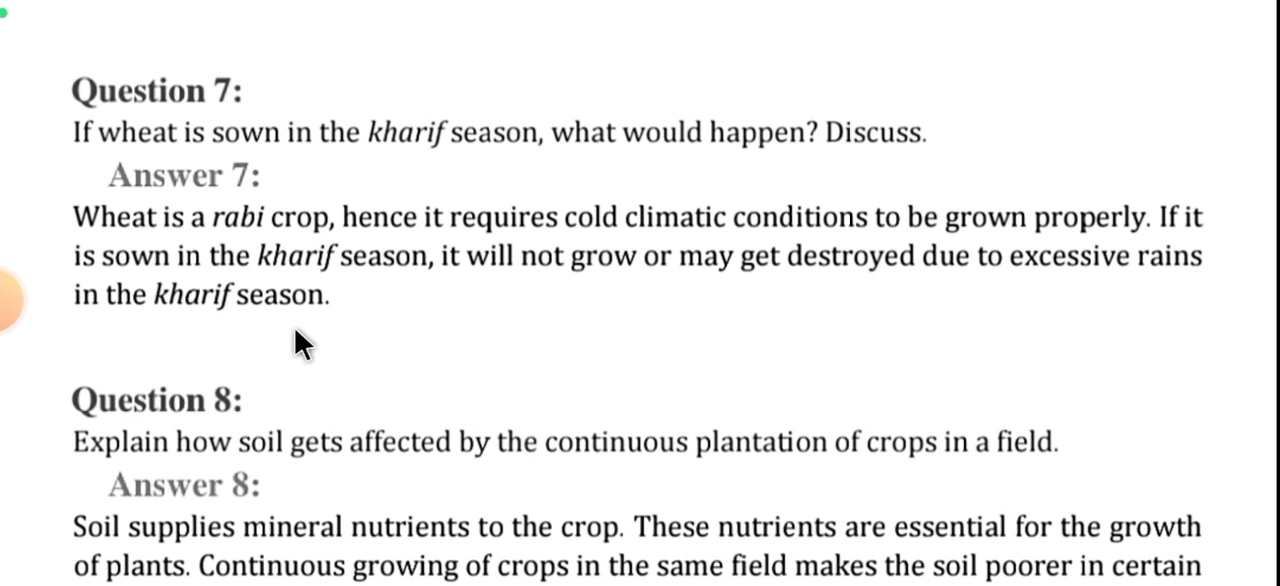 Question 7:
If wheat is sown in the kharif season, what would happen? Discuss.
Answer 7:
Wheat is a rabi crop, hence it requires cold climatic conditions to be grown properly. If it
is sown in the kharif season, it will not grow or may get destroyed due to excessive rains
in the kharif season.
Question 8:
Explain how soil gets affected by the continuous plantation of crops in a field.
Answer 8:
Soil supplies mineral nutrients to the crop. These nutrients are essential for the growth
of plants. Continuous growing of crops in the same field makes the soil poorer in certain